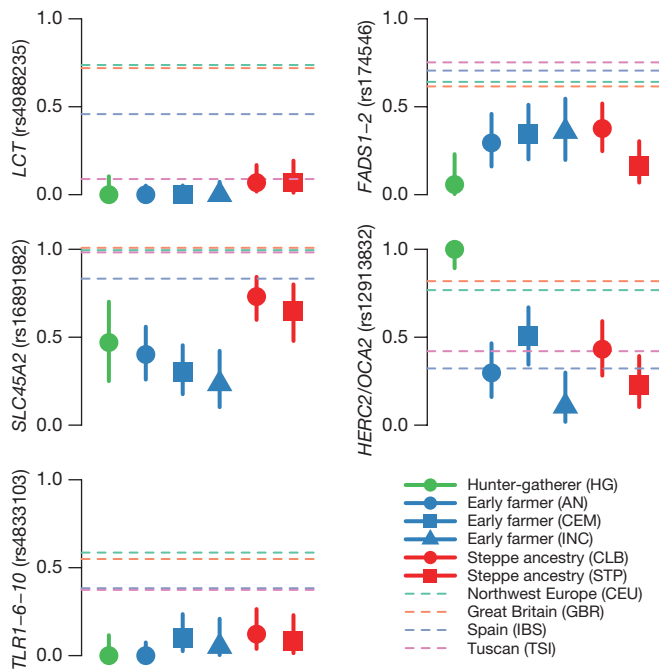 1.0
0.5
0.0
LCT (rs4988235)
1.0
0.5
0.0
FADS1–2 (rs174546)
1.0
0.5
0.0
SLC45A2 (rs16891982)
1.0
0.5
0.0
HERC2/OCA2 (rs12913832)
1.0
0.5
0.0
TLR1–6–10 (rs4833103)
Hunter-gatherer (HG)
Early farmer (AN)
Early farmer (CEM)
Early farmer (INC)
Steppe ancestry (CLB)
Steppe ancestry (STP)
Northwest Europe (CEU)
Great Britain (GBR)
Spain (IBS)
Tuscan (TSI)